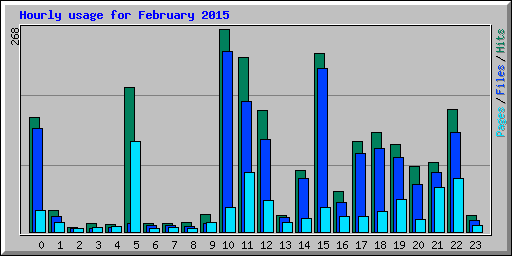 Hourly usage for February 2015
268
Pages/Files/Hits
0 1 2 3 4 5 6 7 8 9 10 11 12 13 14 15 16 17 18 19 20 21 22 23